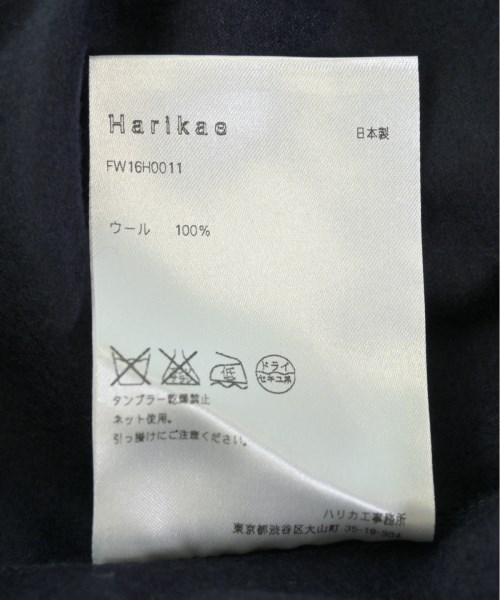 Harikae
日本製
FW16H0011
ウール 100%
低
ドライ
セキユ系
タンブラー乾燥禁止
ネット使用。
引っ掛けにご注意ください。
ハリカエ事務所
東京都渋谷区大山町 35-19-304